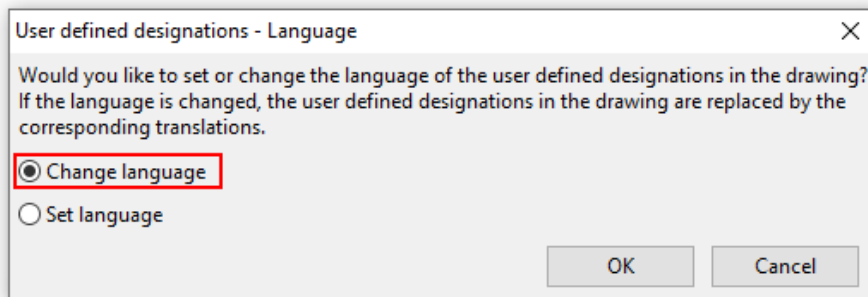 User defined designations - Language
Would you like to set or change the language of the user defined designations in the drawing?
If the language is changed, the user defined designations in the drawing are replaced by the
corresponding translations.
Change language
Set language
OK
Cancel